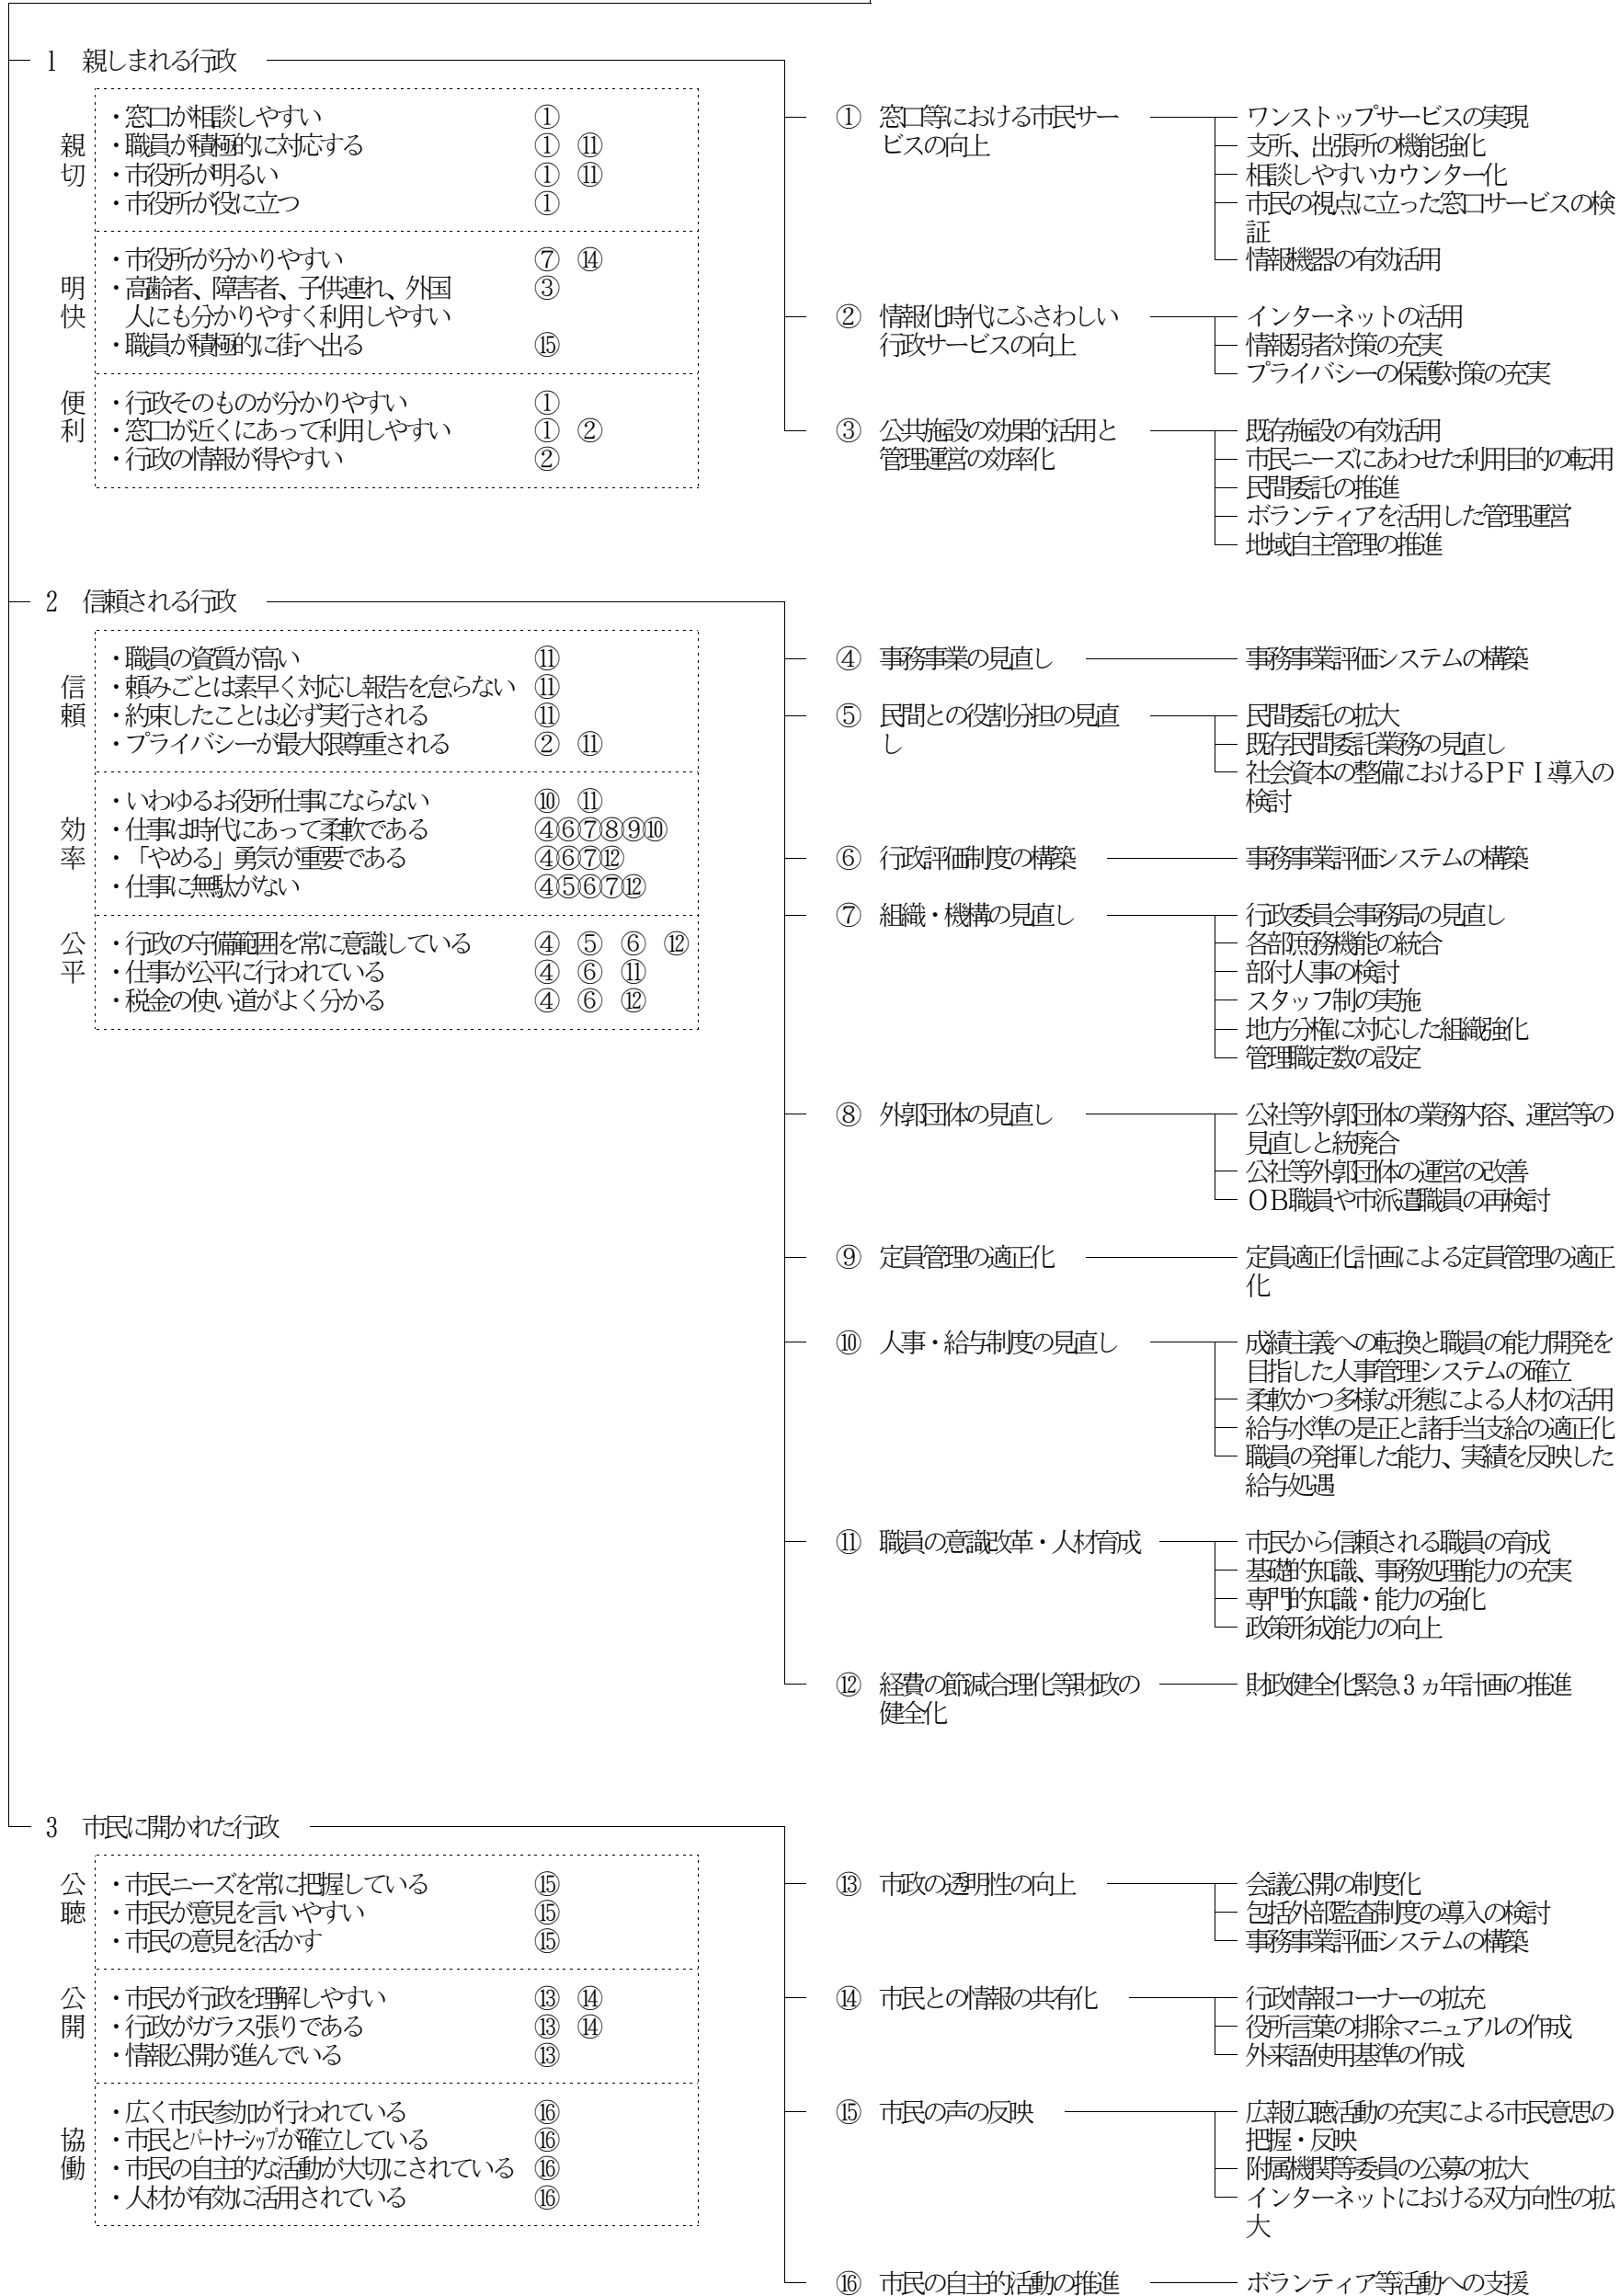 1 親しまれる行政
親切
・窓口が相談しやすい ①
・職員が積極的に対応する ① ⑪
・市役所が明るい ① ⑪
・市役所が役に立つ ①
明快
・市役所が分かりやすい ⑦ ⑭
・高齢者、障害者、子供連れ、外国 ③
人にも分かりやすく利用しやすい
・職員が積極的に街へ出る ⑮
便利
・行政そのものが分かりやすい ①
・窓口が近くにあって利用しやすい ① ②
・行政の情報が得やすい ②
① 窓口等における市民サー
ビスの向上
ワンストップサービスの実現
支所、出張所の機能強化
相談しやすいカウンター化
市民の視点に立った窓口サービスの検
証
情報機器の有効活用
② 情報化時代にふさわしい
行政サービスの向上
インターネットの活用
情報弱者対策の充実
プライバシーの保護対策の充実
③ 公共施設の効果的活用と
管理運営の効率化
既存施設の有効活用
市民ニーズにあわせた利用目的の転用
民間委託の推進
ボランティアを活用した管理運営
地域自主管理の推進
2 信頼される行政
信頼
・職員の資質が高い ⑪
・頼みごとは素早く対応し報告を怠らない ⑪
・約束したことは必ず実行される ⑪
・プライバシーが最大限尊重される ② ⑪
効率
・いわゆるお役所仕事にならない ⑩ ⑪
・仕事は時代にあって柔軟である ④⑥⑦⑧⑨⑩
・「やめる」勇気が重要である ④⑥⑦⑫
・仕事に無駄がない ④⑤⑥⑦⑫
公平
・行政の守備範囲を常に意識している ④ ⑤ ⑥ ⑫
・仕事が公平に行われている ④ ⑥ ⑪
・税金の使い道がよく分かる ④ ⑥ ⑫
④ 事務事業の見直し
事務事業評価システムの構築
⑤ 民間との役割分担の見直
し
民間委託の拡大
既存民間委託業務の見直し
社会資本の整備におけるＰＦＩ導入の
検討
⑥ 行政評価制度の構築
事務事業評価システムの構築
⑦ 組織・機構の見直し
行政委員会事務局の見直し
各部庶務機能の統合
部付人事の検討
スタッフ制の実施
地方分権に対応した組織強化
管理職定数の設定
⑧ 外郭団体の見直し
公社等外郭団体の業務内容、運営等の
見直しと統廃合
公社等外郭団体の運営の改善
ＯＢ職員や市派遣職員の再検討
⑨ 定員管理の適正化
定員適正化計画による定員管理の適正
化
⑩ 人事・給与制度の見直し
成績主義への転換と職員の能力開発を
目指した人事管理システムの確立
柔軟かつ多様な形態による人材の活用
給与水準の是正と諸手当支給の適正化
職員の発揮した能力、実績を反映した
給与処遇
⑪ 職員の意識改革・人材育成
市民から信頼される職員の育成
基礎的知識、事務処理能力の充実
専門的知識・能力の強化
政策形成能力の向上
⑫ 経費の節減合理化等財政の
健全化
財政健全化緊急３ヵ年計画の推進
3 市民に開かれた行政
公聴
・市民ニーズを常に把握している ⑮
・市民が意見を言いやすい ⑮
・市民の意見を活かす ⑮
公開
・市民が行政を理解しやすい ⑬ ⑭
・行政がガラス張りである ⑬ ⑭
・情報公開が進んでいる ⑬
協働
・広く市民参加が行われている ⑯
・市民とﾊﾟｰﾄﾅｰｼｯﾌﾟが確立している ⑯
・市民の自主的な活動が大切にされている ⑯
・人材が有効に活用されている ⑯
⑬ 市政の透明性の向上
会議公開の制度化
包括外部監査制度の導入の検討
事務事業評価システムの構築
⑭ 市民との情報の共有化
行政情報コーナーの拡充
役所言葉の排除マニュアルの作成
外来語使用基準の作成
⑮ 市民の声の反映
広報広聴活動の充実による市民意思の
把握・反映
附属機関等委員の公募の拡大
インターネットにおける双方向性の拡
大
⑯ 市民の自主的活動の推進
ボランティア等活動への支援